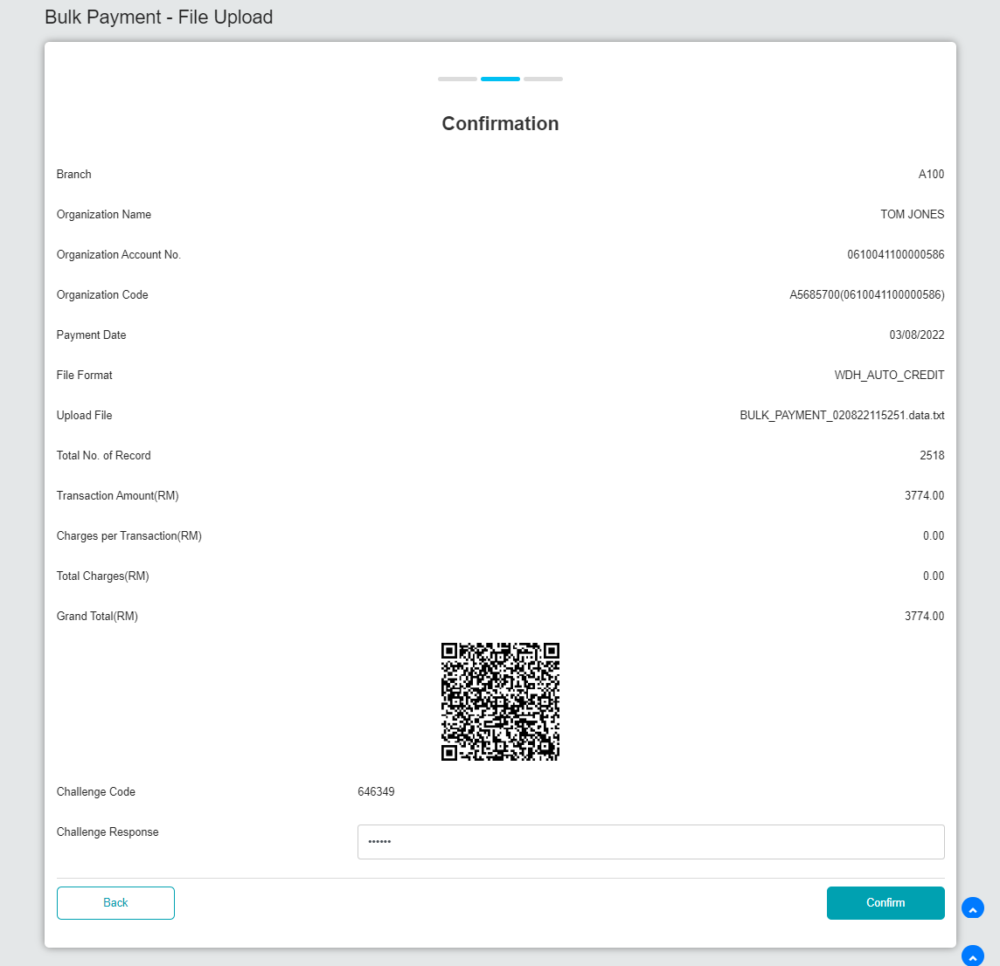 Bulk Payment - File Upload
Confirmation
Branch A100
Organization Name TOM JONES
Organization Account No. 0610041100000586
Organization Code A5685700(0610041100000586)
Payment Date 03/08/2022
File Format WDH_AUTO_CREDIT
Upload File BULK_PAYMENT_020822115251.data.txt
Total No. of Record 2518
Transaction Amount(RM) 3774.00
Charges per Transaction(RM) 0.00
Total Charges(RM) 0.00
Grand Total(RM) 3774.00
Challenge Code 646349
Challenge Response ••••••
Back Confirm